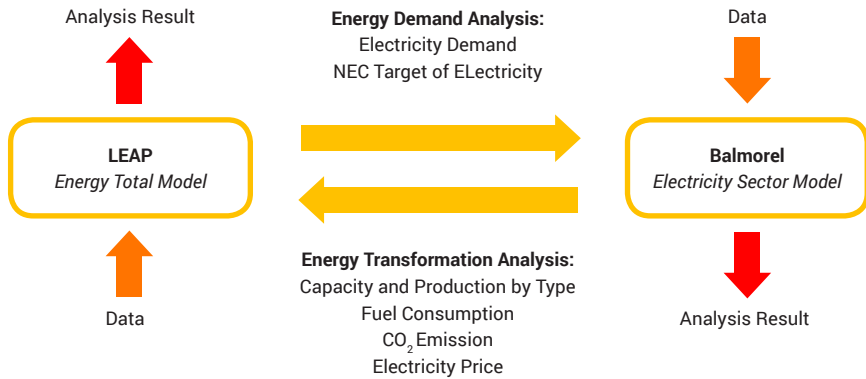 Analysis Result
Energy Demand Analysis:
Electricity Demand
NEC Target of ELectricity
Data
LEAP
Energy Total Model
Balmorel
Electricity Sector Model
Energy Transformation Analysis:
Capacity and Production by Type
Fuel Consumption
CO₂ Emission
Electricity Price
Data
Analysis Result